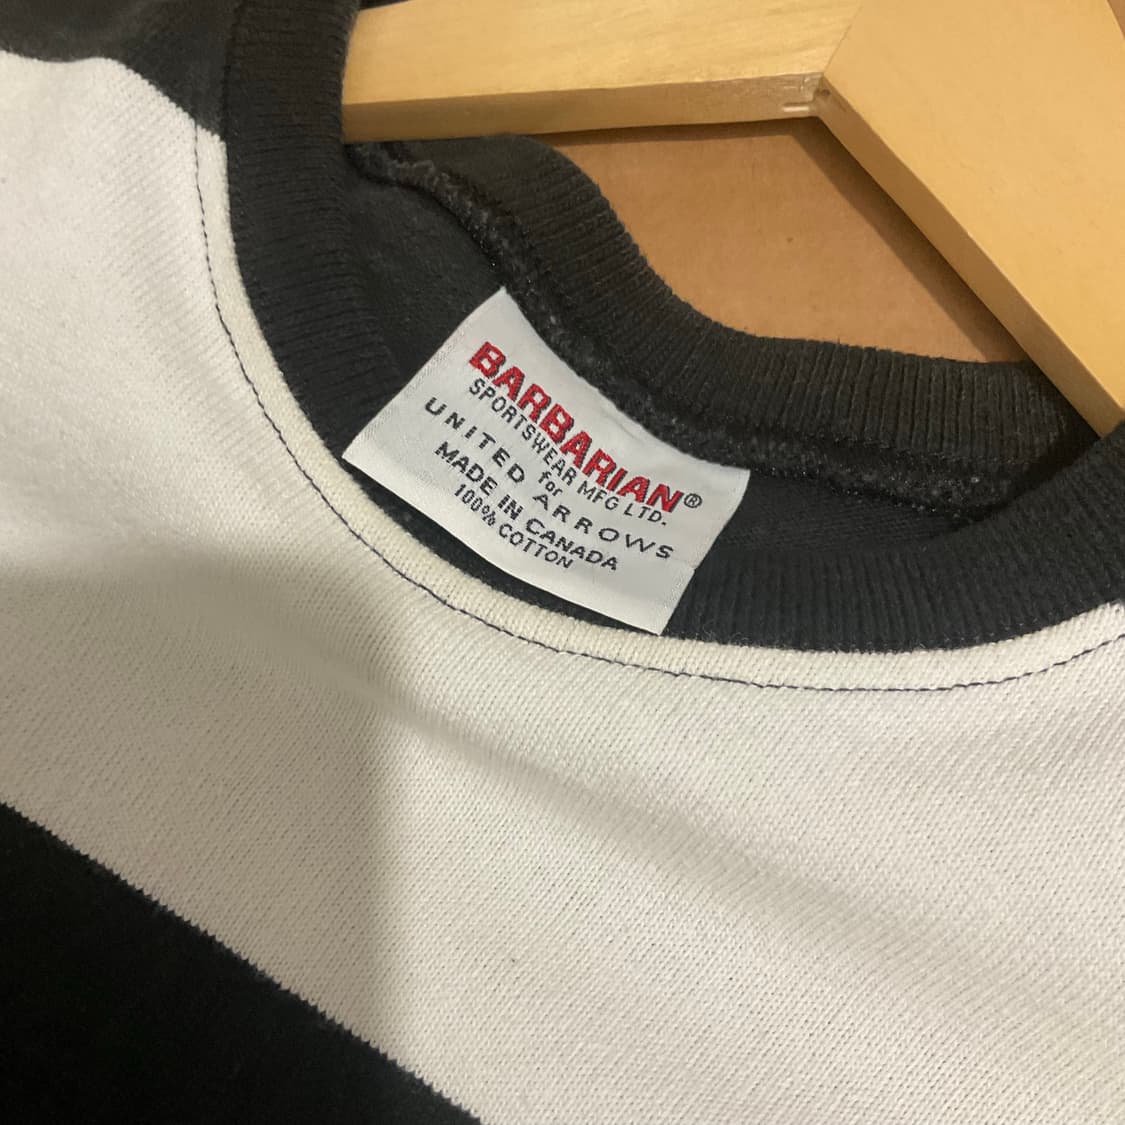 BARBARIAN®
SPORTSWEAR MFG LTD.
for
UNITED ARROWS
MADE IN CANADA
100% COTTON